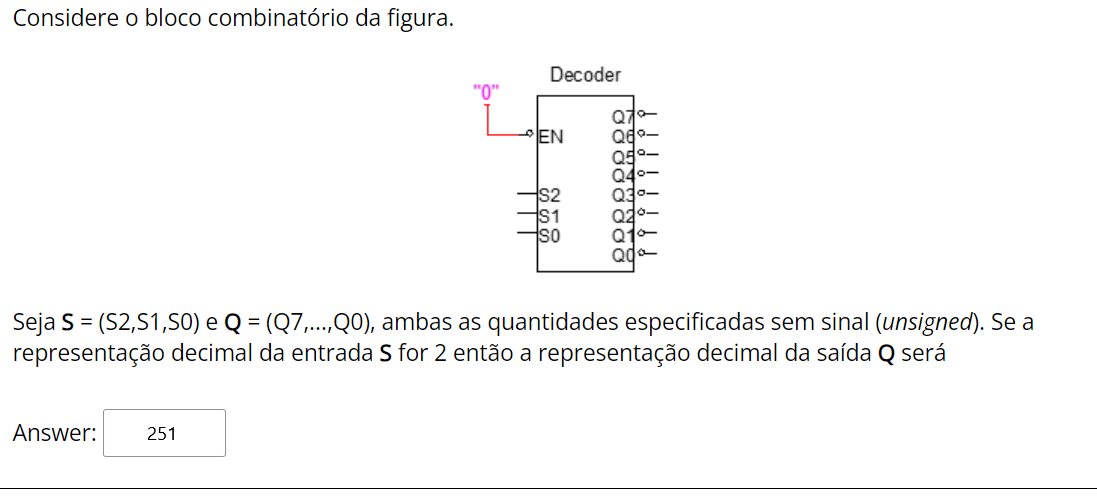 Considere o bloco combinatório da figura.
Decoder
"0"
Q7
EN
Q6
Q5
Q4
S2
Q3
S1
Q2
S0
Q1
Q0
Seja S = (S2,S1,S0) e Q = (Q7,...,Q0), ambas as quantidades especificadas sem sinal (unsigned). Se a
representação decimal da entrada S for 2 então a representação decimal da saída Q será
Answer: 251